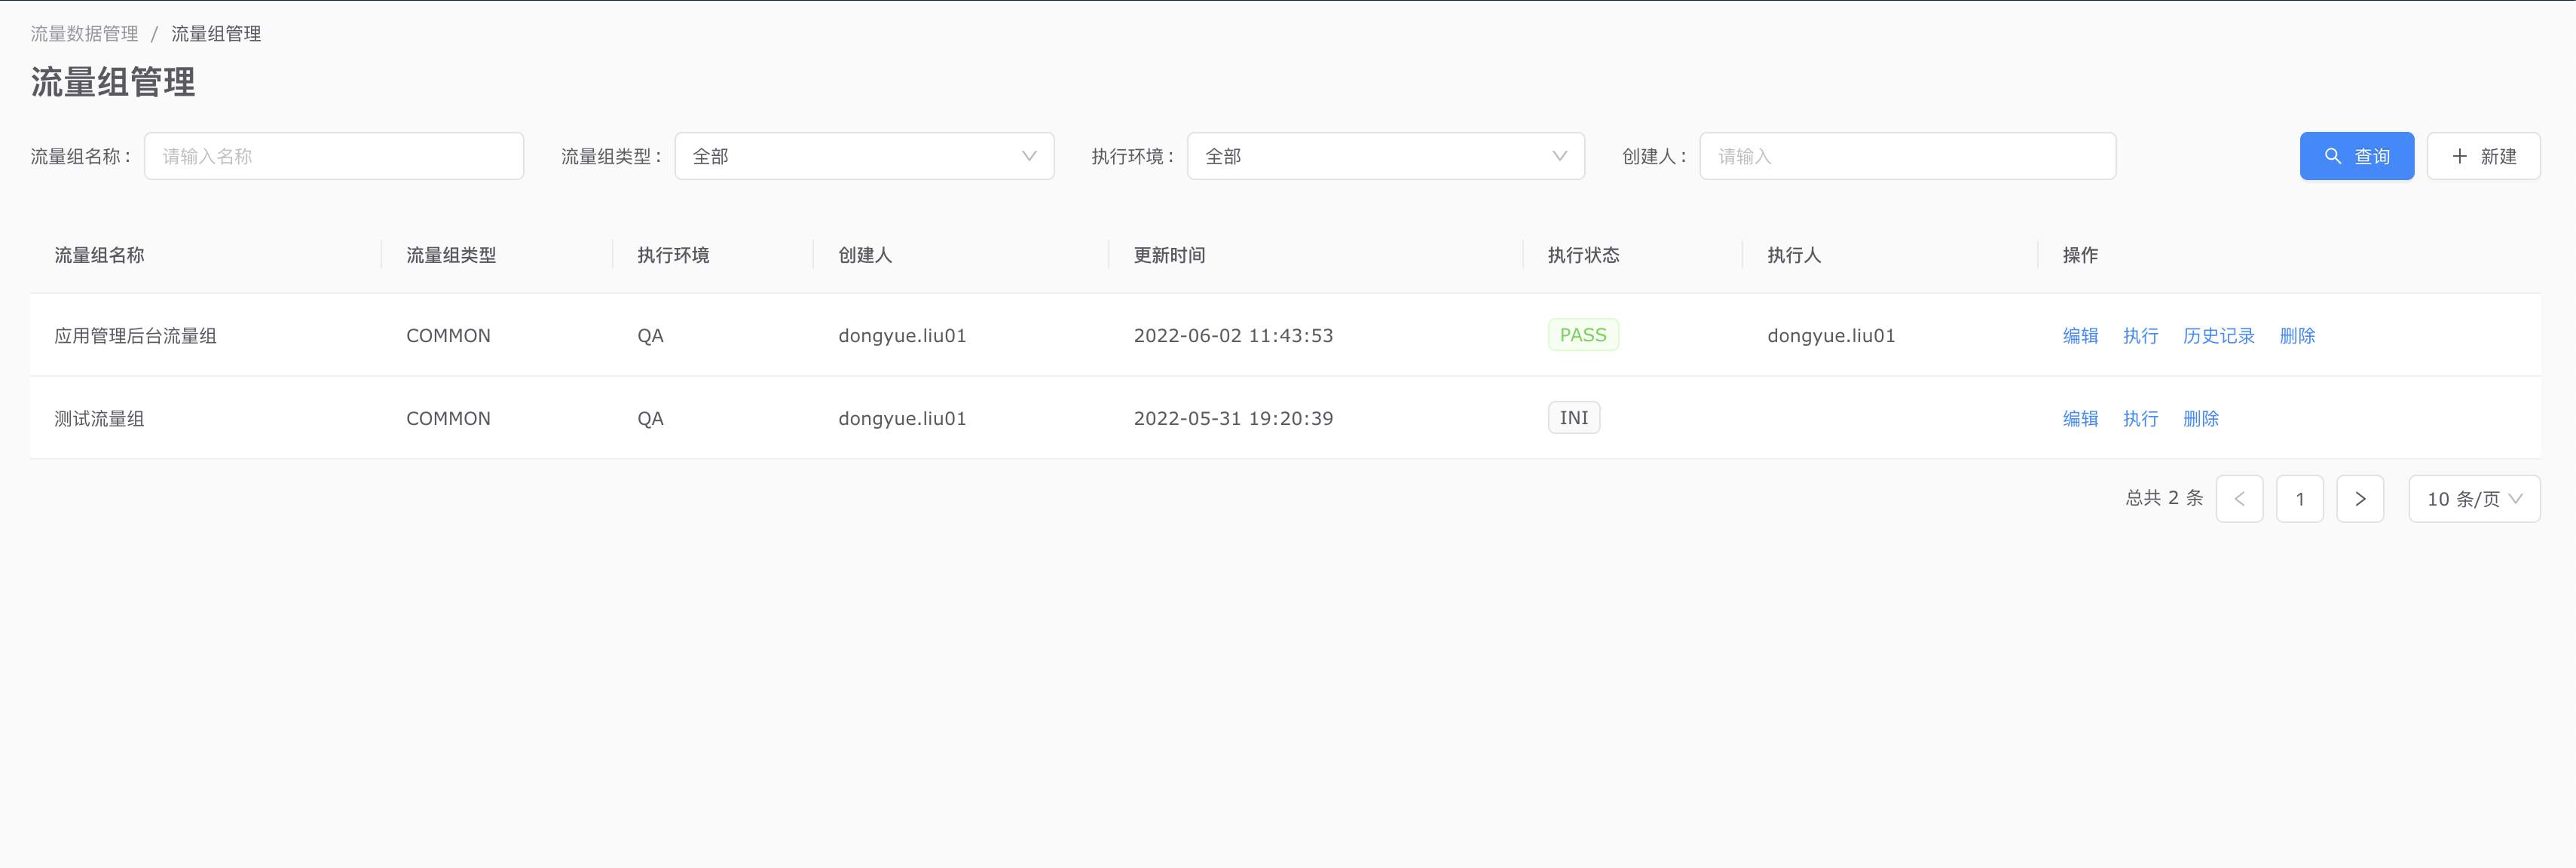 流量数据管理 / 流量组管理
流量组管理
流量组名称： 请输入名称 流量组类型： 全部 执行环境： 全部 创建人： 请输入 查询 新建
流量组名称 流量组类型 执行环境 创建人 更新时间 执行状态 执行人 操作
应用管理后台流量组 COMMON QA dongyue.liu01 2022-06-02 11:43:53 PASS dongyue.liu01 编辑 执行 历史记录 删除
测试流量组 COMMON QA dongyue.liu01 2022-05-31 19:20:39 INI 编辑 执行 删除
总共 2 条 < 1 > 10 条/页